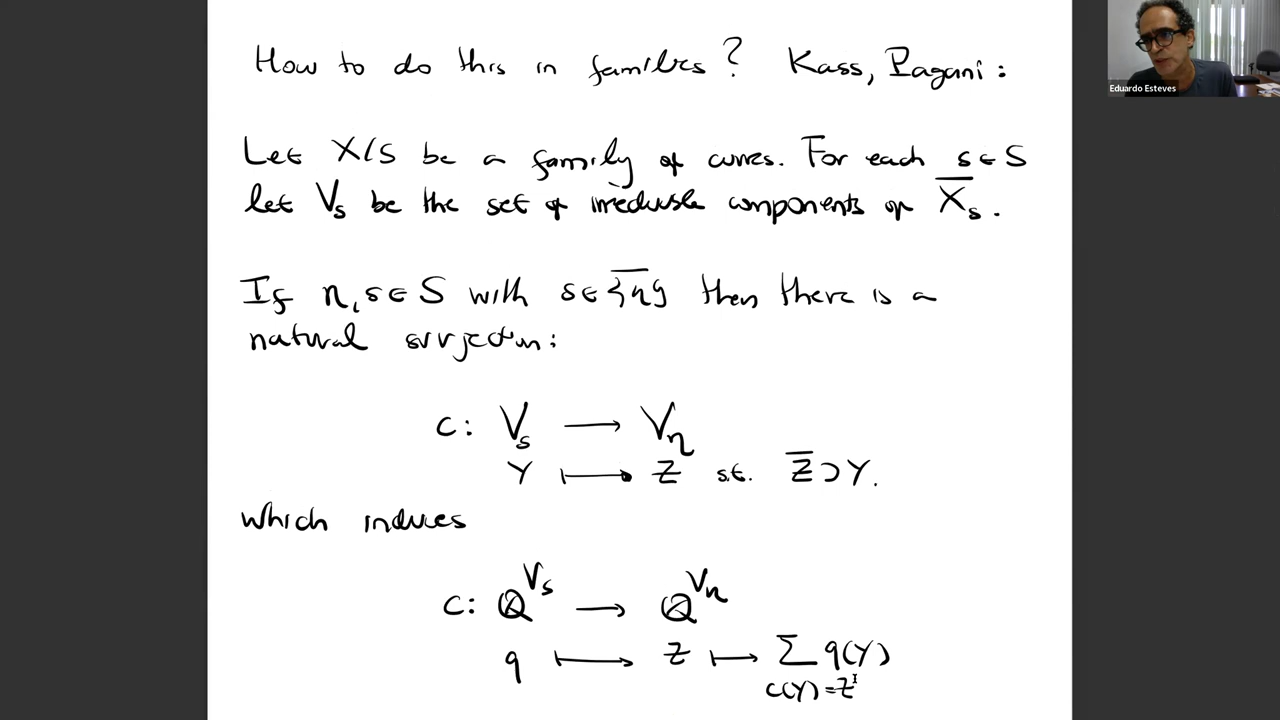 How to do this in families? Kass, Pagani:
Eduardo Esteves
Let X/S be a family of curves. For each s ∈ S
let V_s be the set of irreducible components of \overline{X}_s.
If η, s ∈ S with s ∈ \overline{{η}} then there is a
natural surjection:
C: V_s ⟶ V_η
Y ⟼ Z s.t. \overline{Z} ⊃ Y.
which induces
C: ℚ^{V_s} ⟶ ℚ^{V_η}
q ⟼ Z ⟼ ∑ q(Y)
C(Y)=Z